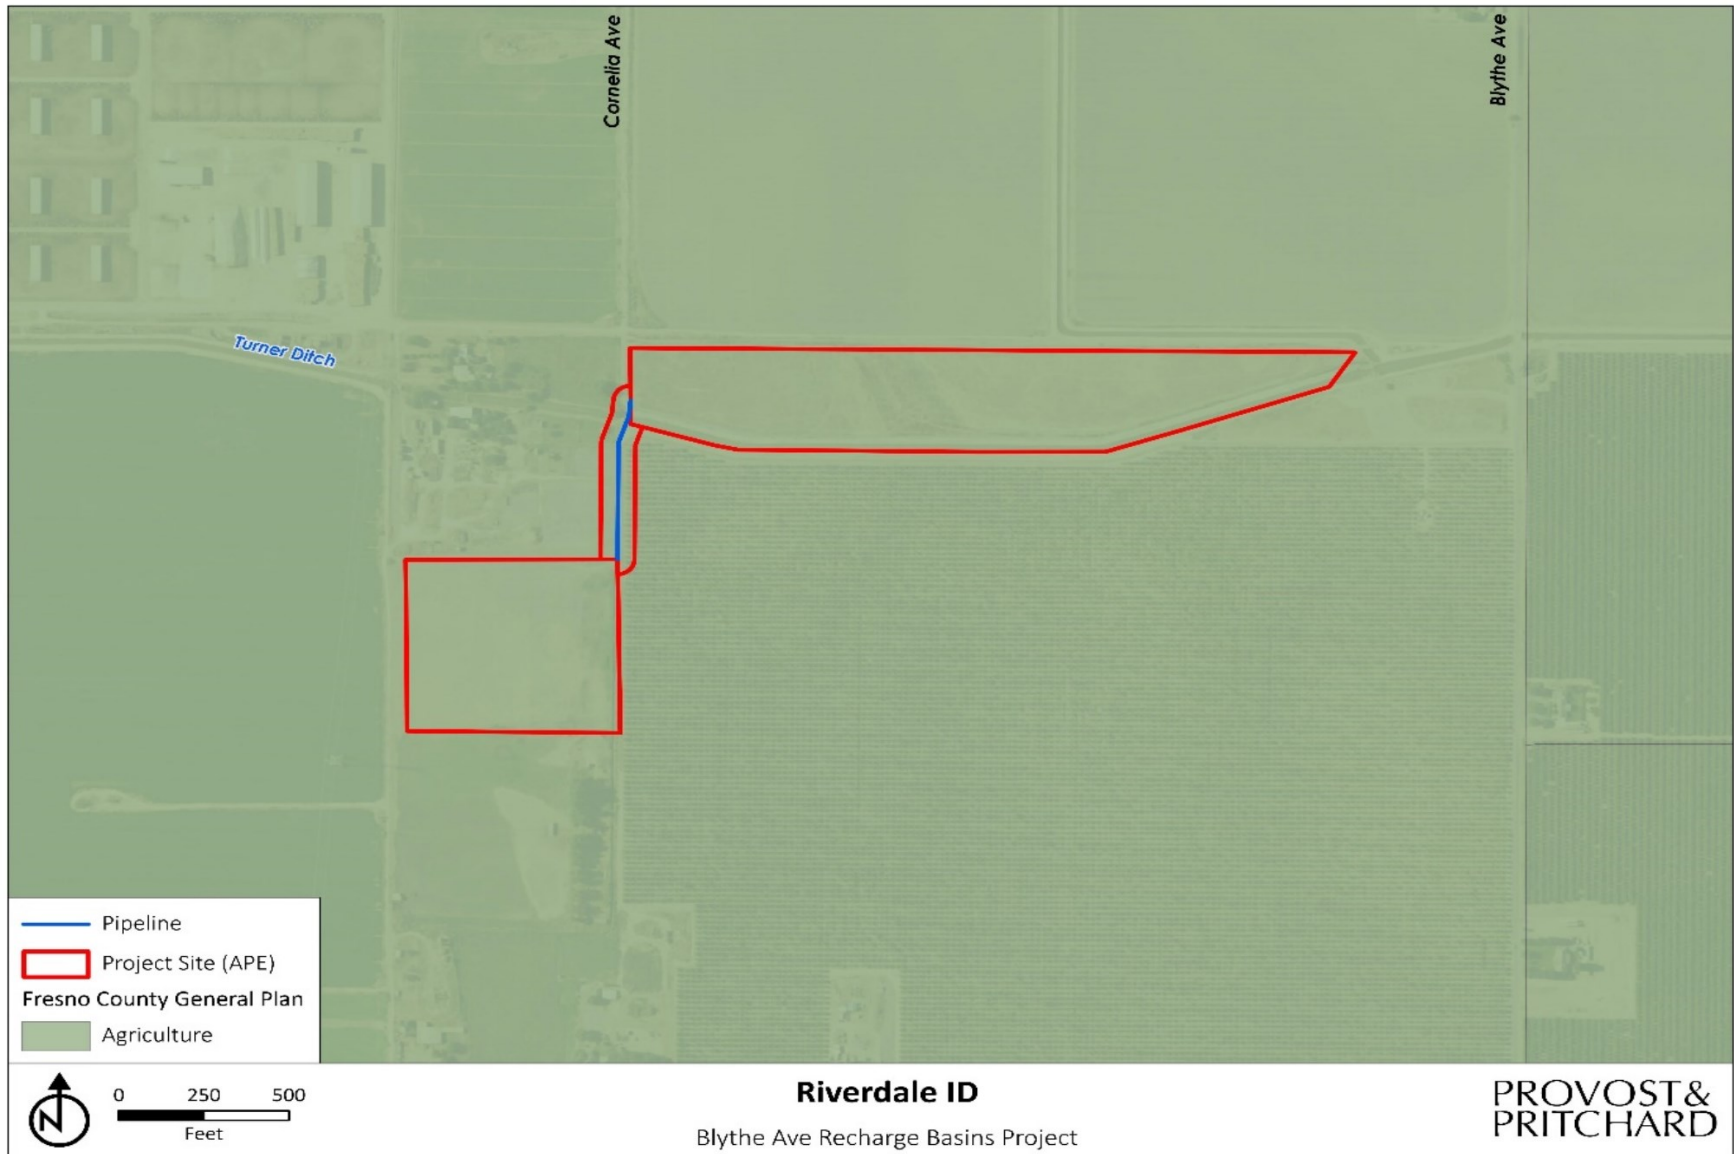 Cornelia Ave
Blythe Ave
Turner Ditch
Pipeline
Project Site (APE)
Fresno County General Plan
Agriculture
N
0 250 500
Feet
Riverdale ID
Blythe Ave Recharge Basins Project
PROVOST&
PRITCHARD